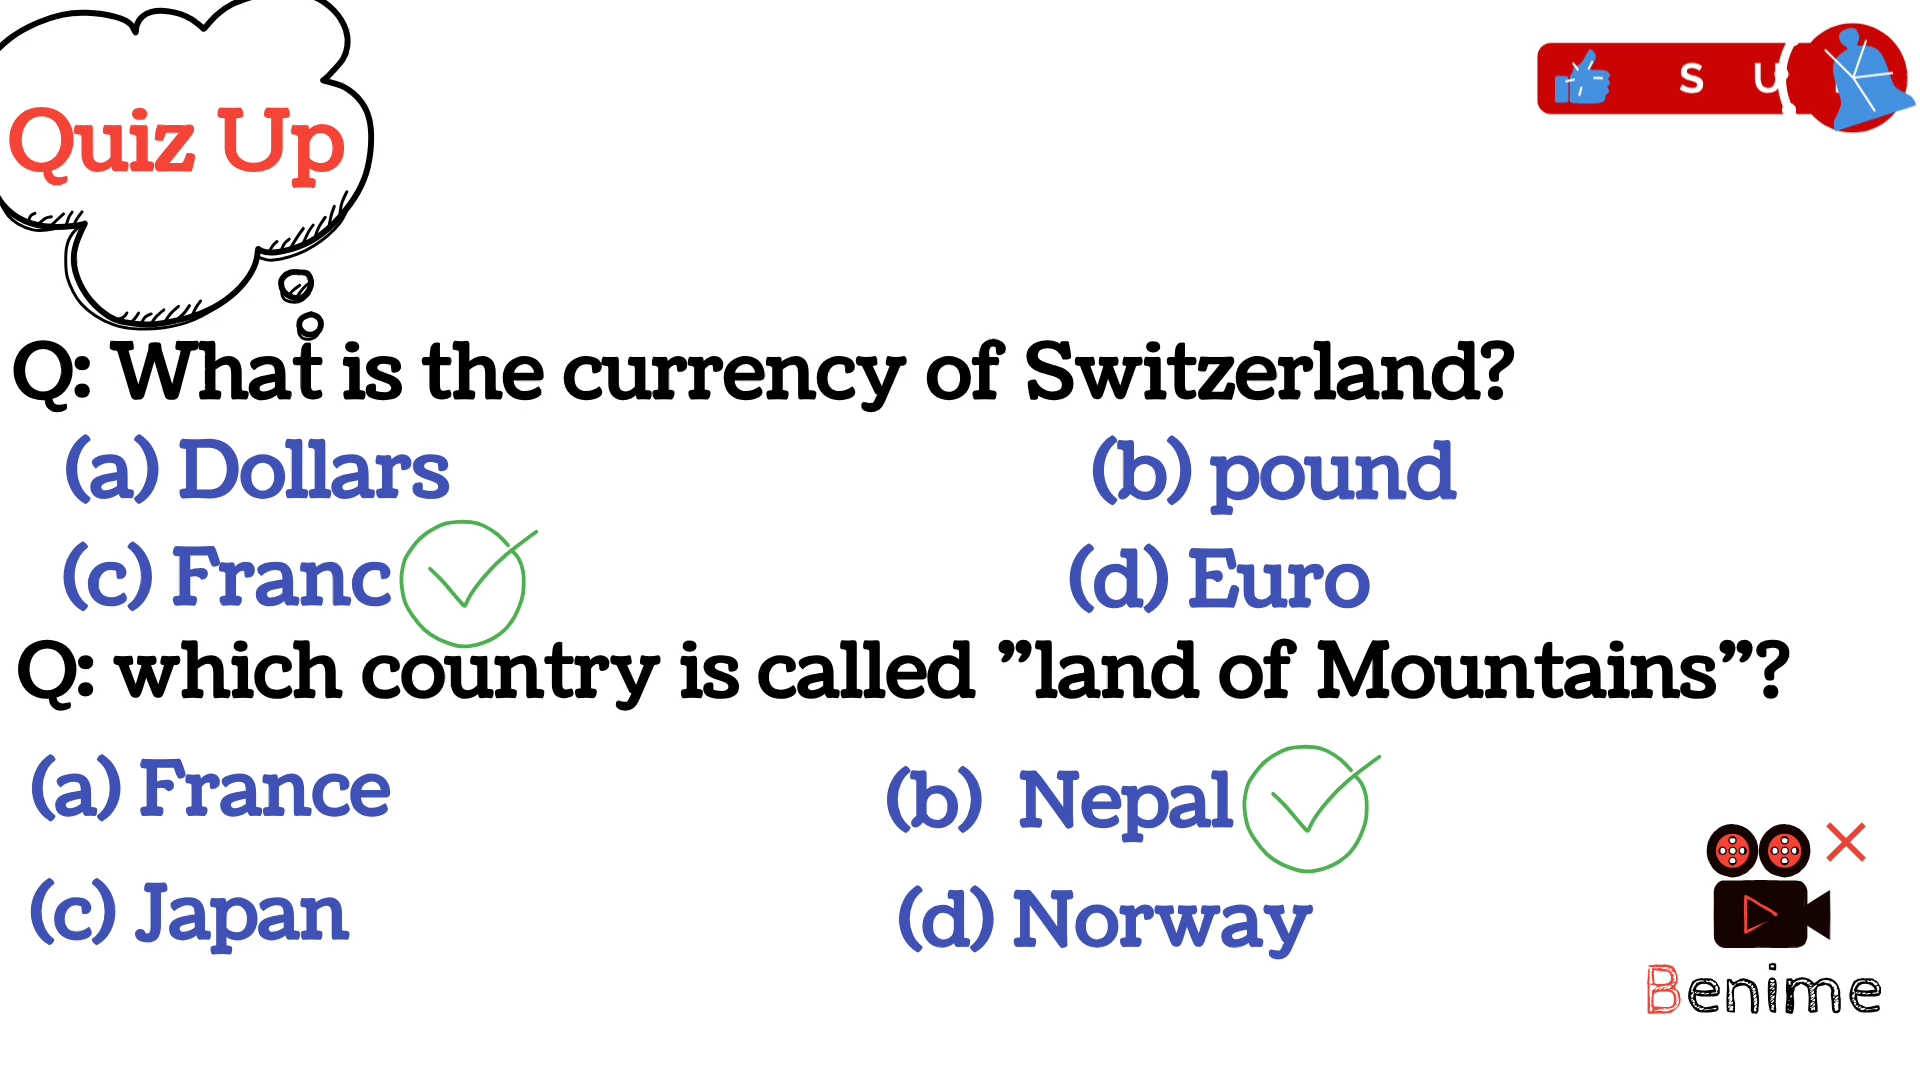 Quiz Up
S U
Q: What is the currency of Switzerland?
(a) Dollars
(b) pound
(c) Franc
(d) Euro
Q: which country is called ”land of Mountains”?
(a) France
(b) Nepal
(c) Japan
(d) Norway
Benime